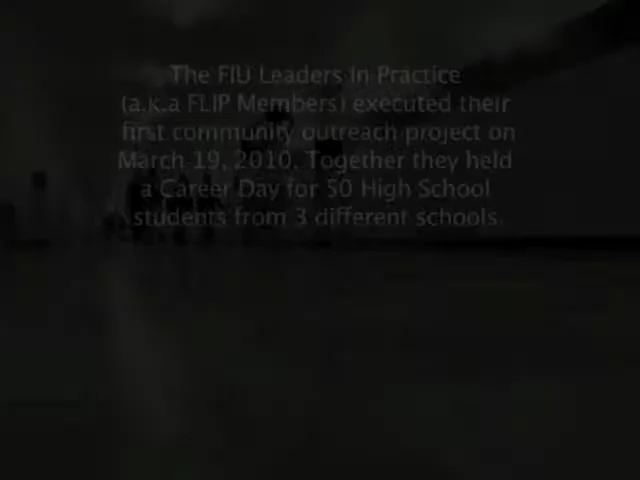 The FIU Leaders In Practice
(a.k.a FLIP Members) executed their
first community outreach project on
March 19, 2010. Together they held
a Career Day for 50 High School
students from 3 different schools.